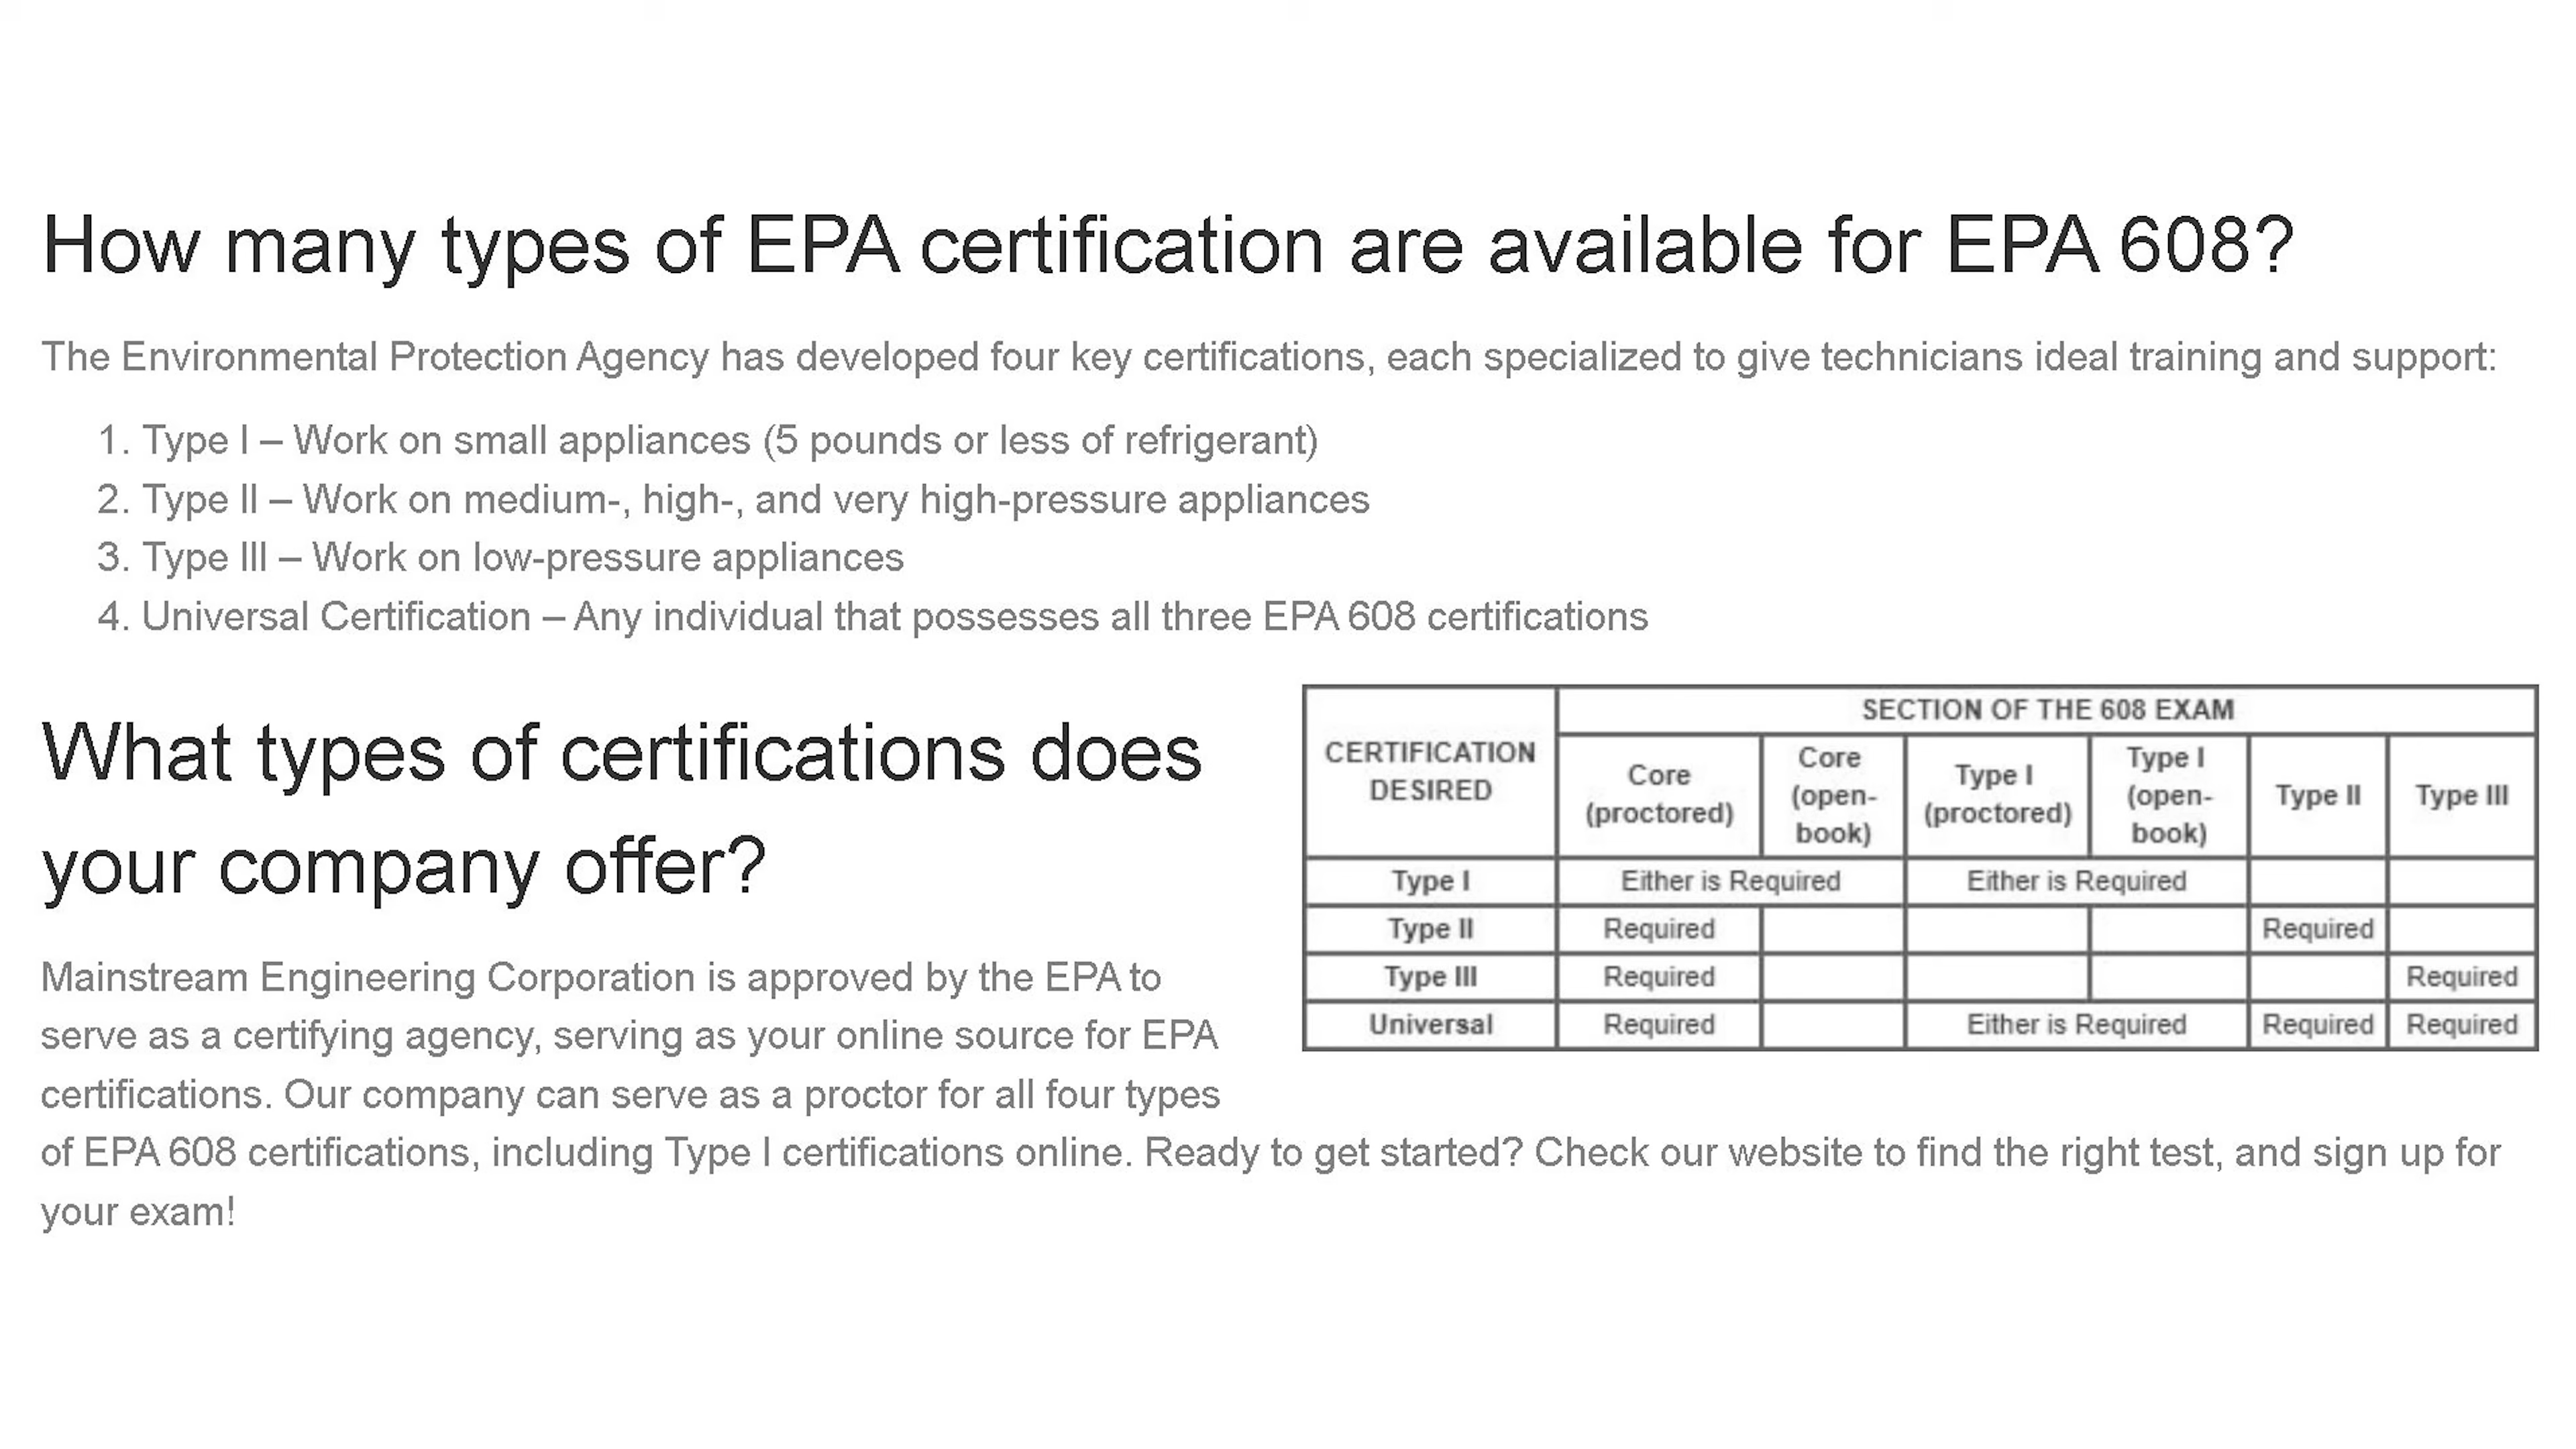 How many types of EPA certification are available for EPA 608?
The Environmental Protection Agency has developed four key certifications, each specialized to give technicians ideal training and support:
1. Type I – Work on small appliances (5 pounds or less of refrigerant)
2. Type II – Work on medium-, high-, and very high-pressure appliances
3. Type III – Work on low-pressure appliances
4. Universal Certification – Any individual that possesses all three EPA 608 certifications
What types of certifications does
your company offer?
Mainstream Engineering Corporation is approved by the EPA to
serve as a certifying agency, serving as your online source for EPA
certifications. Our company can serve as a proctor for all four types
of EPA 608 certifications, including Type I certifications online. Ready to get started? Check our website to find the right test, and sign up for
your exam!
CERTIFICATION
DESIRED
SECTION OF THE 608 EXAM
Core
(proctored)
Core
(open-
book)
Type I
(proctored)
Type I
(open-
book)
Type II
Type III
Type I Either is Required Either is Required
Type II Required Required
Type III Required Required
Universal Required Either is Required Required Required